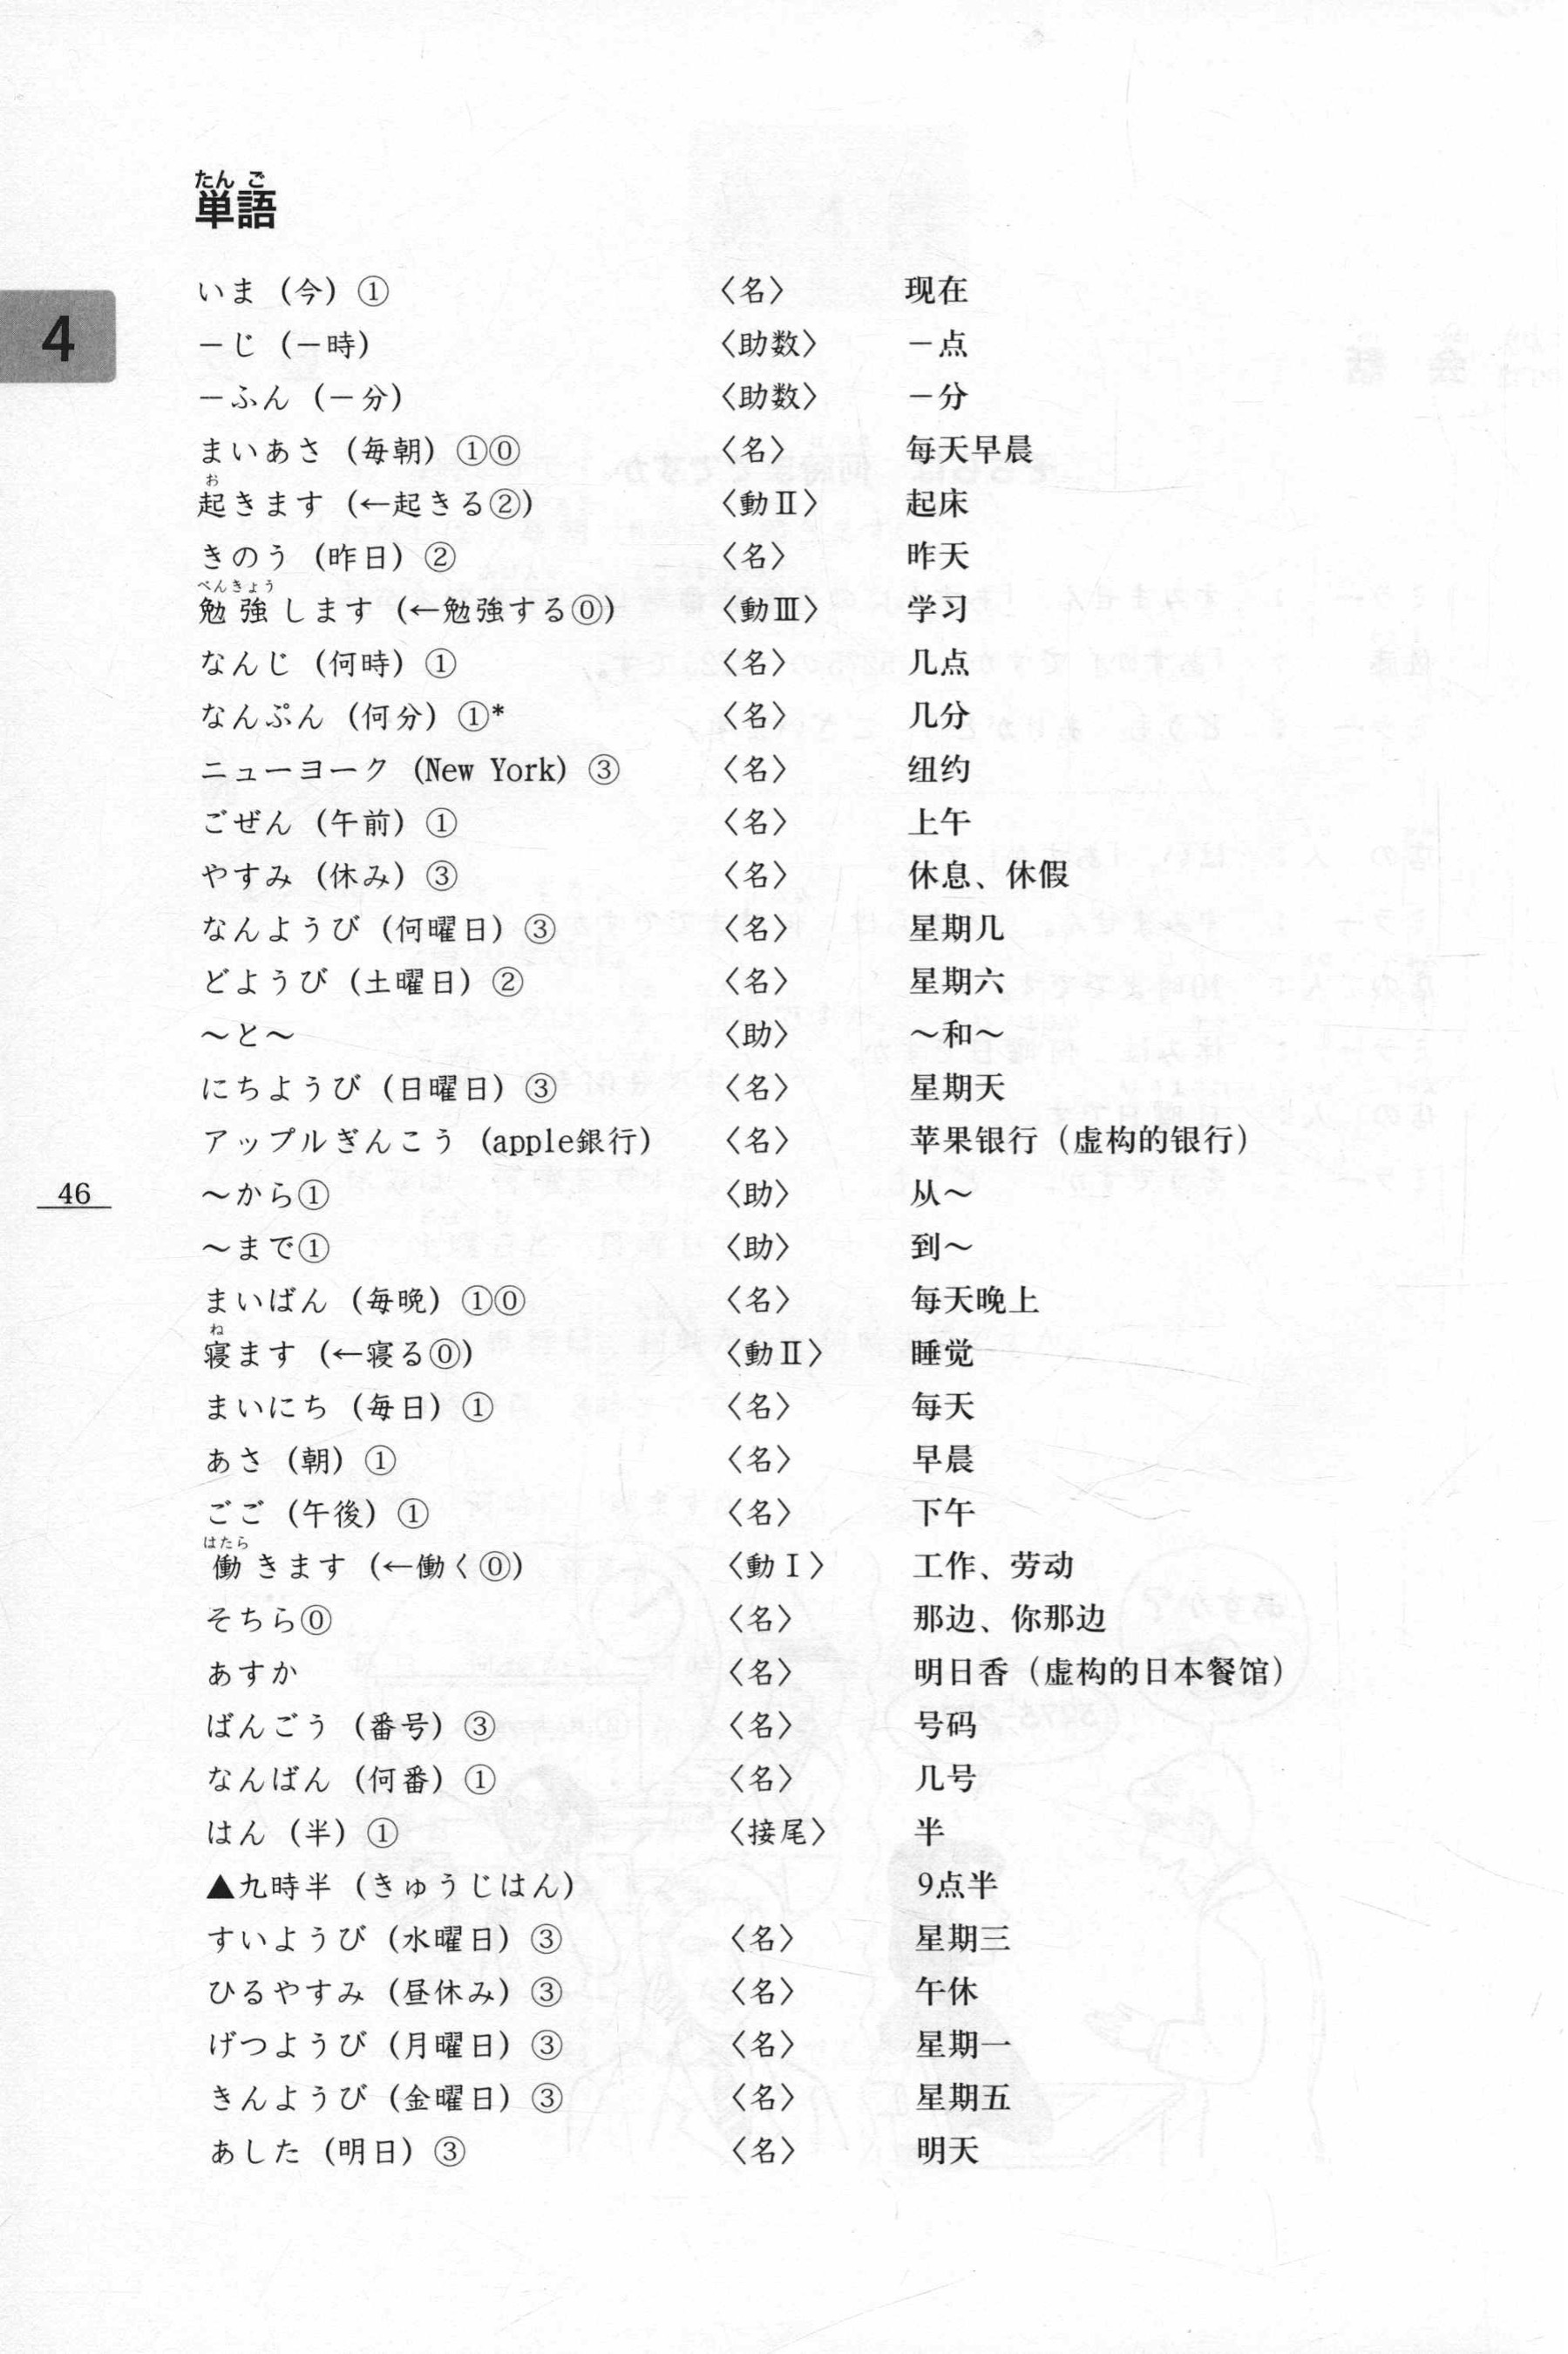 たんご
単語
4
いま（今）① 〈名〉 现在
－じ（－時） 〈助数〉 －点
－ふん（－分） 〈助数〉 －分
まいあさ（毎朝）①⓪ 〈名〉 每天早晨
お
起きます（←起きる②） 〈動Ⅱ〉 起床
きのう（昨日）② 〈名〉 昨天
べんきょう
勉強します（←勉強する⓪） 〈動Ⅲ〉 学习
なんじ（何時）① 〈名〉 几点
なんぷん（何分）①* 〈名〉 几分
ニューヨーク（New York）③ 〈名〉 纽约
ごぜん（午前）① 〈名〉 上午
やすみ（休み）③ 〈名〉 休息、休假
なんようび（何曜日）③ 〈名〉 星期几
どようび（土曜日）② 〈名〉 星期六
～と～ 〈助〉 ～和～
にちようび（日曜日）③ 〈名〉 星期天
アップルぎんこう（apple銀行） 〈名〉 苹果银行（虚构的银行）
46
～から① 〈助〉 从～
～まで① 〈助〉 到～
まいばん（毎晩）①⓪ 〈名〉 每天晚上
ね
寝ます（←寝る⓪） 〈動Ⅱ〉 睡觉
まいにち（毎日）① 〈名〉 每天
あさ（朝）① 〈名〉 早晨
ごご（午後）① 〈名〉 下午
はたら
働きます（←働く⓪） 〈動Ⅰ〉 工作、劳动
そちら⓪ 〈名〉 那边、你那边
あすか 〈名〉 明日香（虚构的日本餐馆）
ばんごう（番号）③ 〈名〉 号码
なんばん（何番）① 〈名〉 几号
はん（半）① 〈接尾〉 半
▲九時半（きゅうじはん） 9点半
すいようび（水曜日）③ 〈名〉 星期三
ひるやすみ（昼休み）③ 〈名〉 午休
げつようび（月曜日）③ 〈名〉 星期一
きんようび（金曜日）③ 〈名〉 星期五
あした（明日）③ 〈名〉 明天